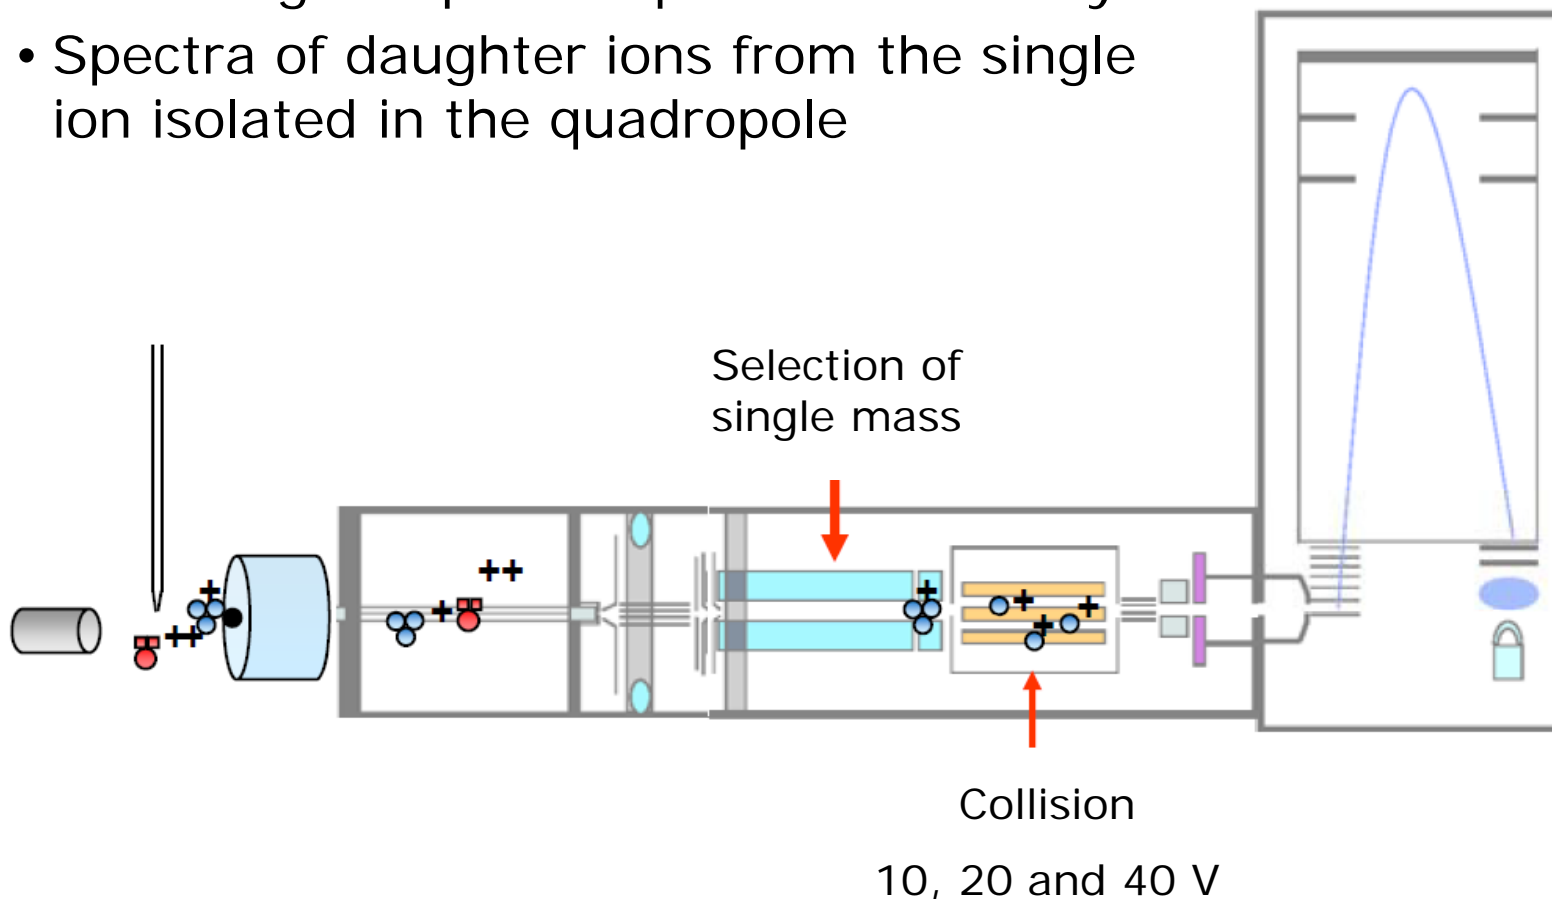 • Spectra of daughter ions from the single
ion isolated in the quadropole
Selection of
single mass
++
+
++
+
+
+
+
+
Collision
10, 20 and 40 V